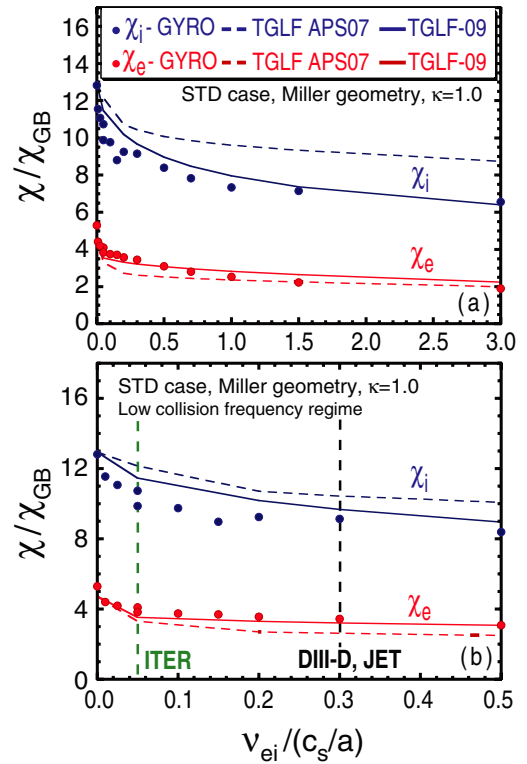 16
χi - GYRO TGLF APS07 TGLF-09
χe - GYRO TGLF APS07 TGLF-09
14
STD case, Miller geometry, κ=1.0
12
10
χ/χGB
8
χi
6
4
χe
2
(a)
0
0.0 0.5 1.0 1.5 2.0 2.5 3.0
16
STD case, Miller geometry, κ=1.0
Low collision frequency regime
12
χi
χ/χGB
8
χe
4
ITER DIII-D, JET (b)
0
0.0 0.1 0.2 0.3 0.4 0.5
νei/(cs/a)